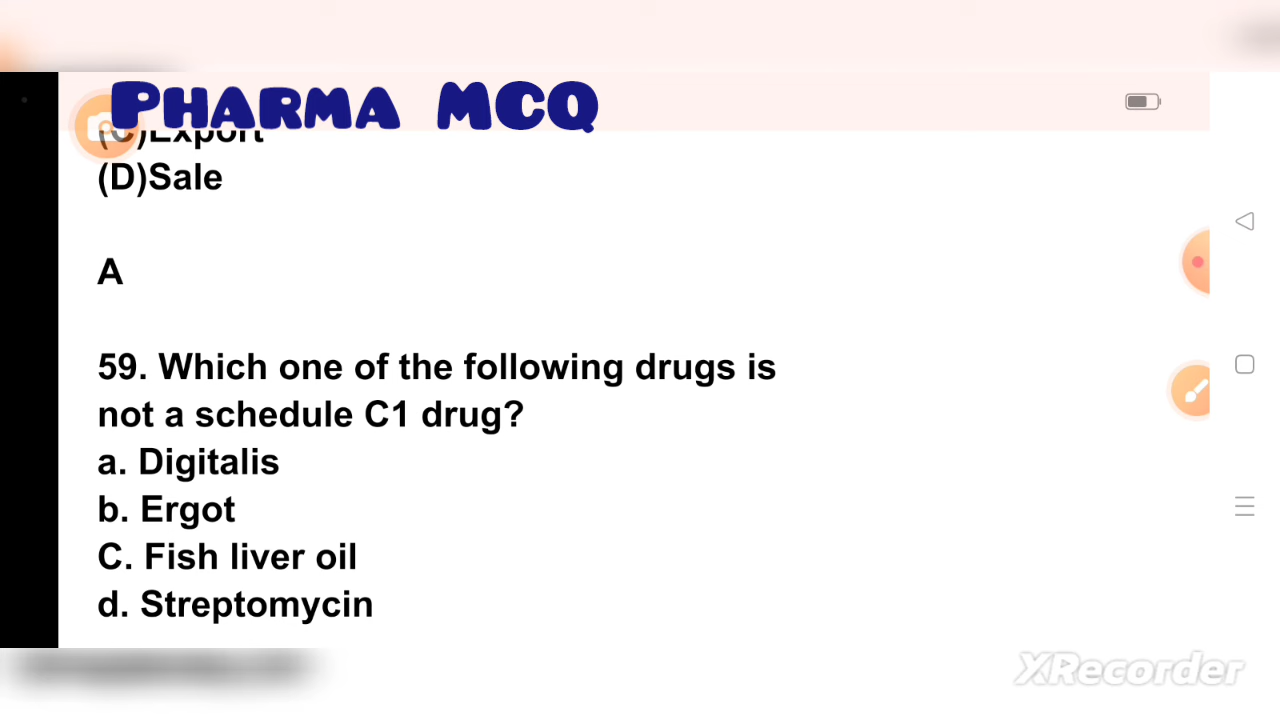 PHARMA MCQ
(C)Export
(D)Sale
A
59. Which one of the following drugs is
not a schedule C1 drug?
a. Digitalis
b. Ergot
C. Fish liver oil
d. Streptomycin
XRecorder